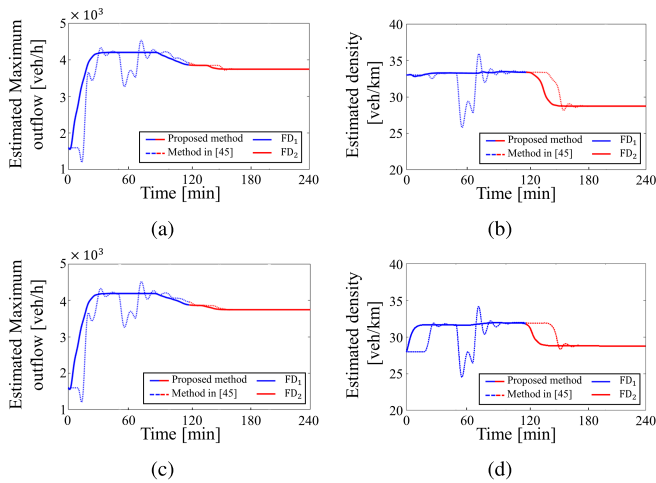 × 10³
Estimated Maximum
outflow [veh/h]
5
4
3
2
1
Proposed method
FD₁
Method in [45]
FD₂
0
60
120
180
240
Time [min]
(a)
Estimated density
[veh/km]
40
35
30
25
20
Proposed method
FD₁
Method in [45]
FD₂
0
60
120
180
240
Time [min]
(b)
× 10³
Estimated Maximum
outflow [veh/h]
5
4
3
2
1
Proposed method
FD₁
Method in [45]
FD₂
0
60
120
180
240
Time [min]
(c)
Estimated density
[veh/km]
40
35
30
25
20
Proposed method
FD₁
Method in [45]
FD₂
0
60
120
180
240
Time [min]
(d)